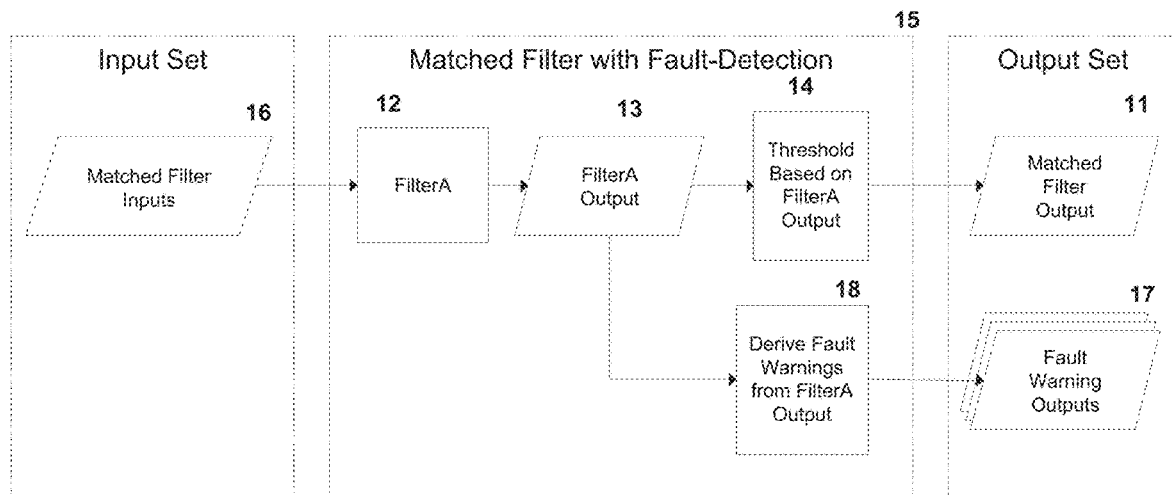 15
Input Set
Matched Filter with Fault-Detection
Output Set
16
Matched Filter
Inputs
12
FilterA
13
FilterA
Output
14
Threshold
Based on
FilterA
Output
11
Matched
Filter
Output
18
Derive Fault
Warnings
from FilterA
Output
17
Fault
Warning
Outputs